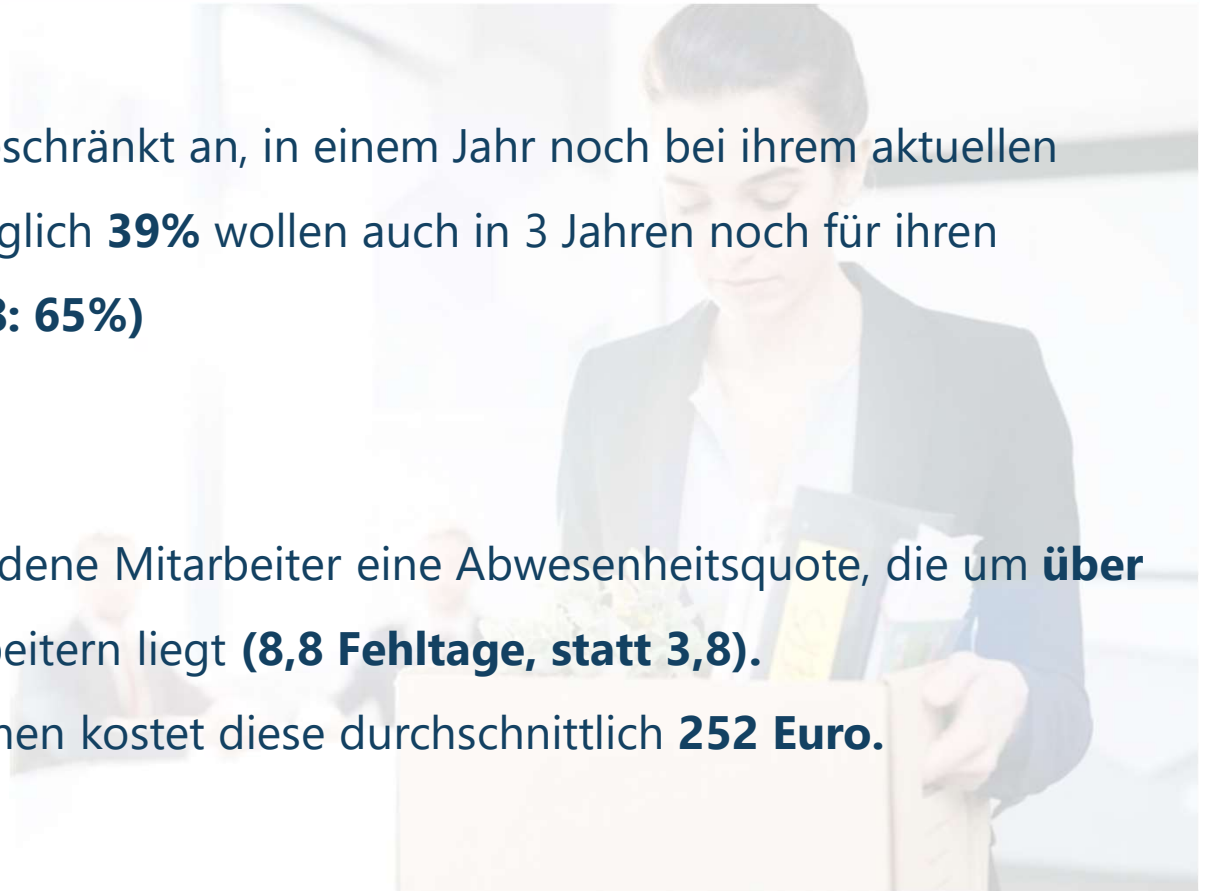 schränkt an, in einem Jahr noch bei ihrem aktuellen
glich 39% wollen auch in 3 Jahren noch für ihren
: 65%)
dene Mitarbeiter eine Abwesenheitsquote, die um über
eitern liegt (8,8 Fehltage, statt 3,8).
nen kostet diese durchschnittlich 252 Euro.